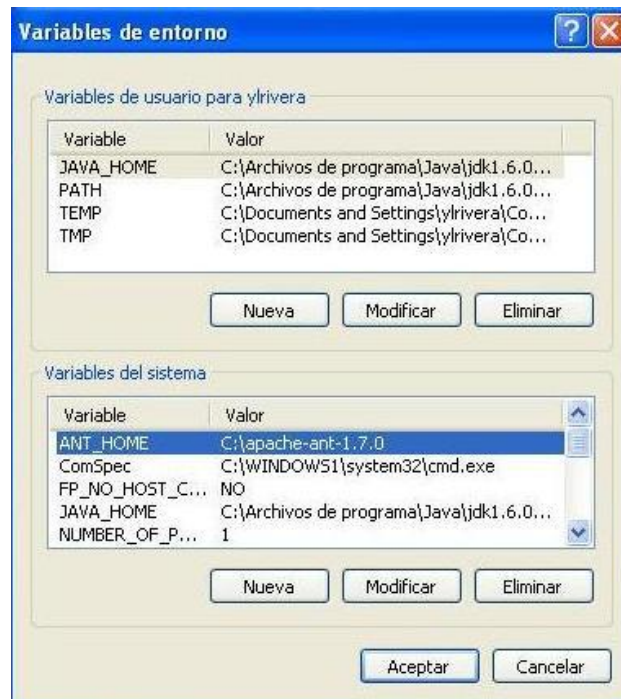 Variables de entorno
Variables de usuario para ylrivera
Variable Valor
JAVA_HOME C:\Archivos de programa\Java\jdk1.6.0...
PATH C:\Archivos de programa\Java\jdk1.6.0...
TEMP C:\Documents and Settings\ylrivera\Co...
TMP C:\Documents and Settings\ylrivera\Co...
Nueva Modificar Eliminar
Variables del sistema
Variable Valor
ANT_HOME C:\apache-ant-1.7.0
ComSpec C:\WINDOWS1\system32\cmd.exe
FP_NO_HOST_C... NO
JAVA_HOME C:\Archivos de programa\Java\jdk1.6.0...
NUMBER_OF_P... 1
Nueva Modificar Eliminar
Aceptar Cancelar